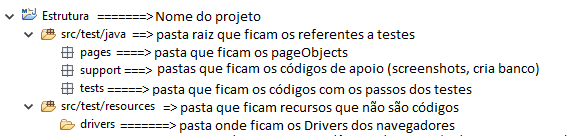 Estrutura =======> Nome do projeto
src/test/java ===> pasta raiz que ficam os referentes a testes
pages ====> pasta que ficam os pageObjects
support ===> pastas que ficam os códigos de apoio (screenshots, cria banco)
tests =====> pasta que ficam os códigos com os passos dos testes
src/test/resources => pasta que ficam recursos que não são códigos
drivers =======> pasta onde ficam os Drivers dos navegadores